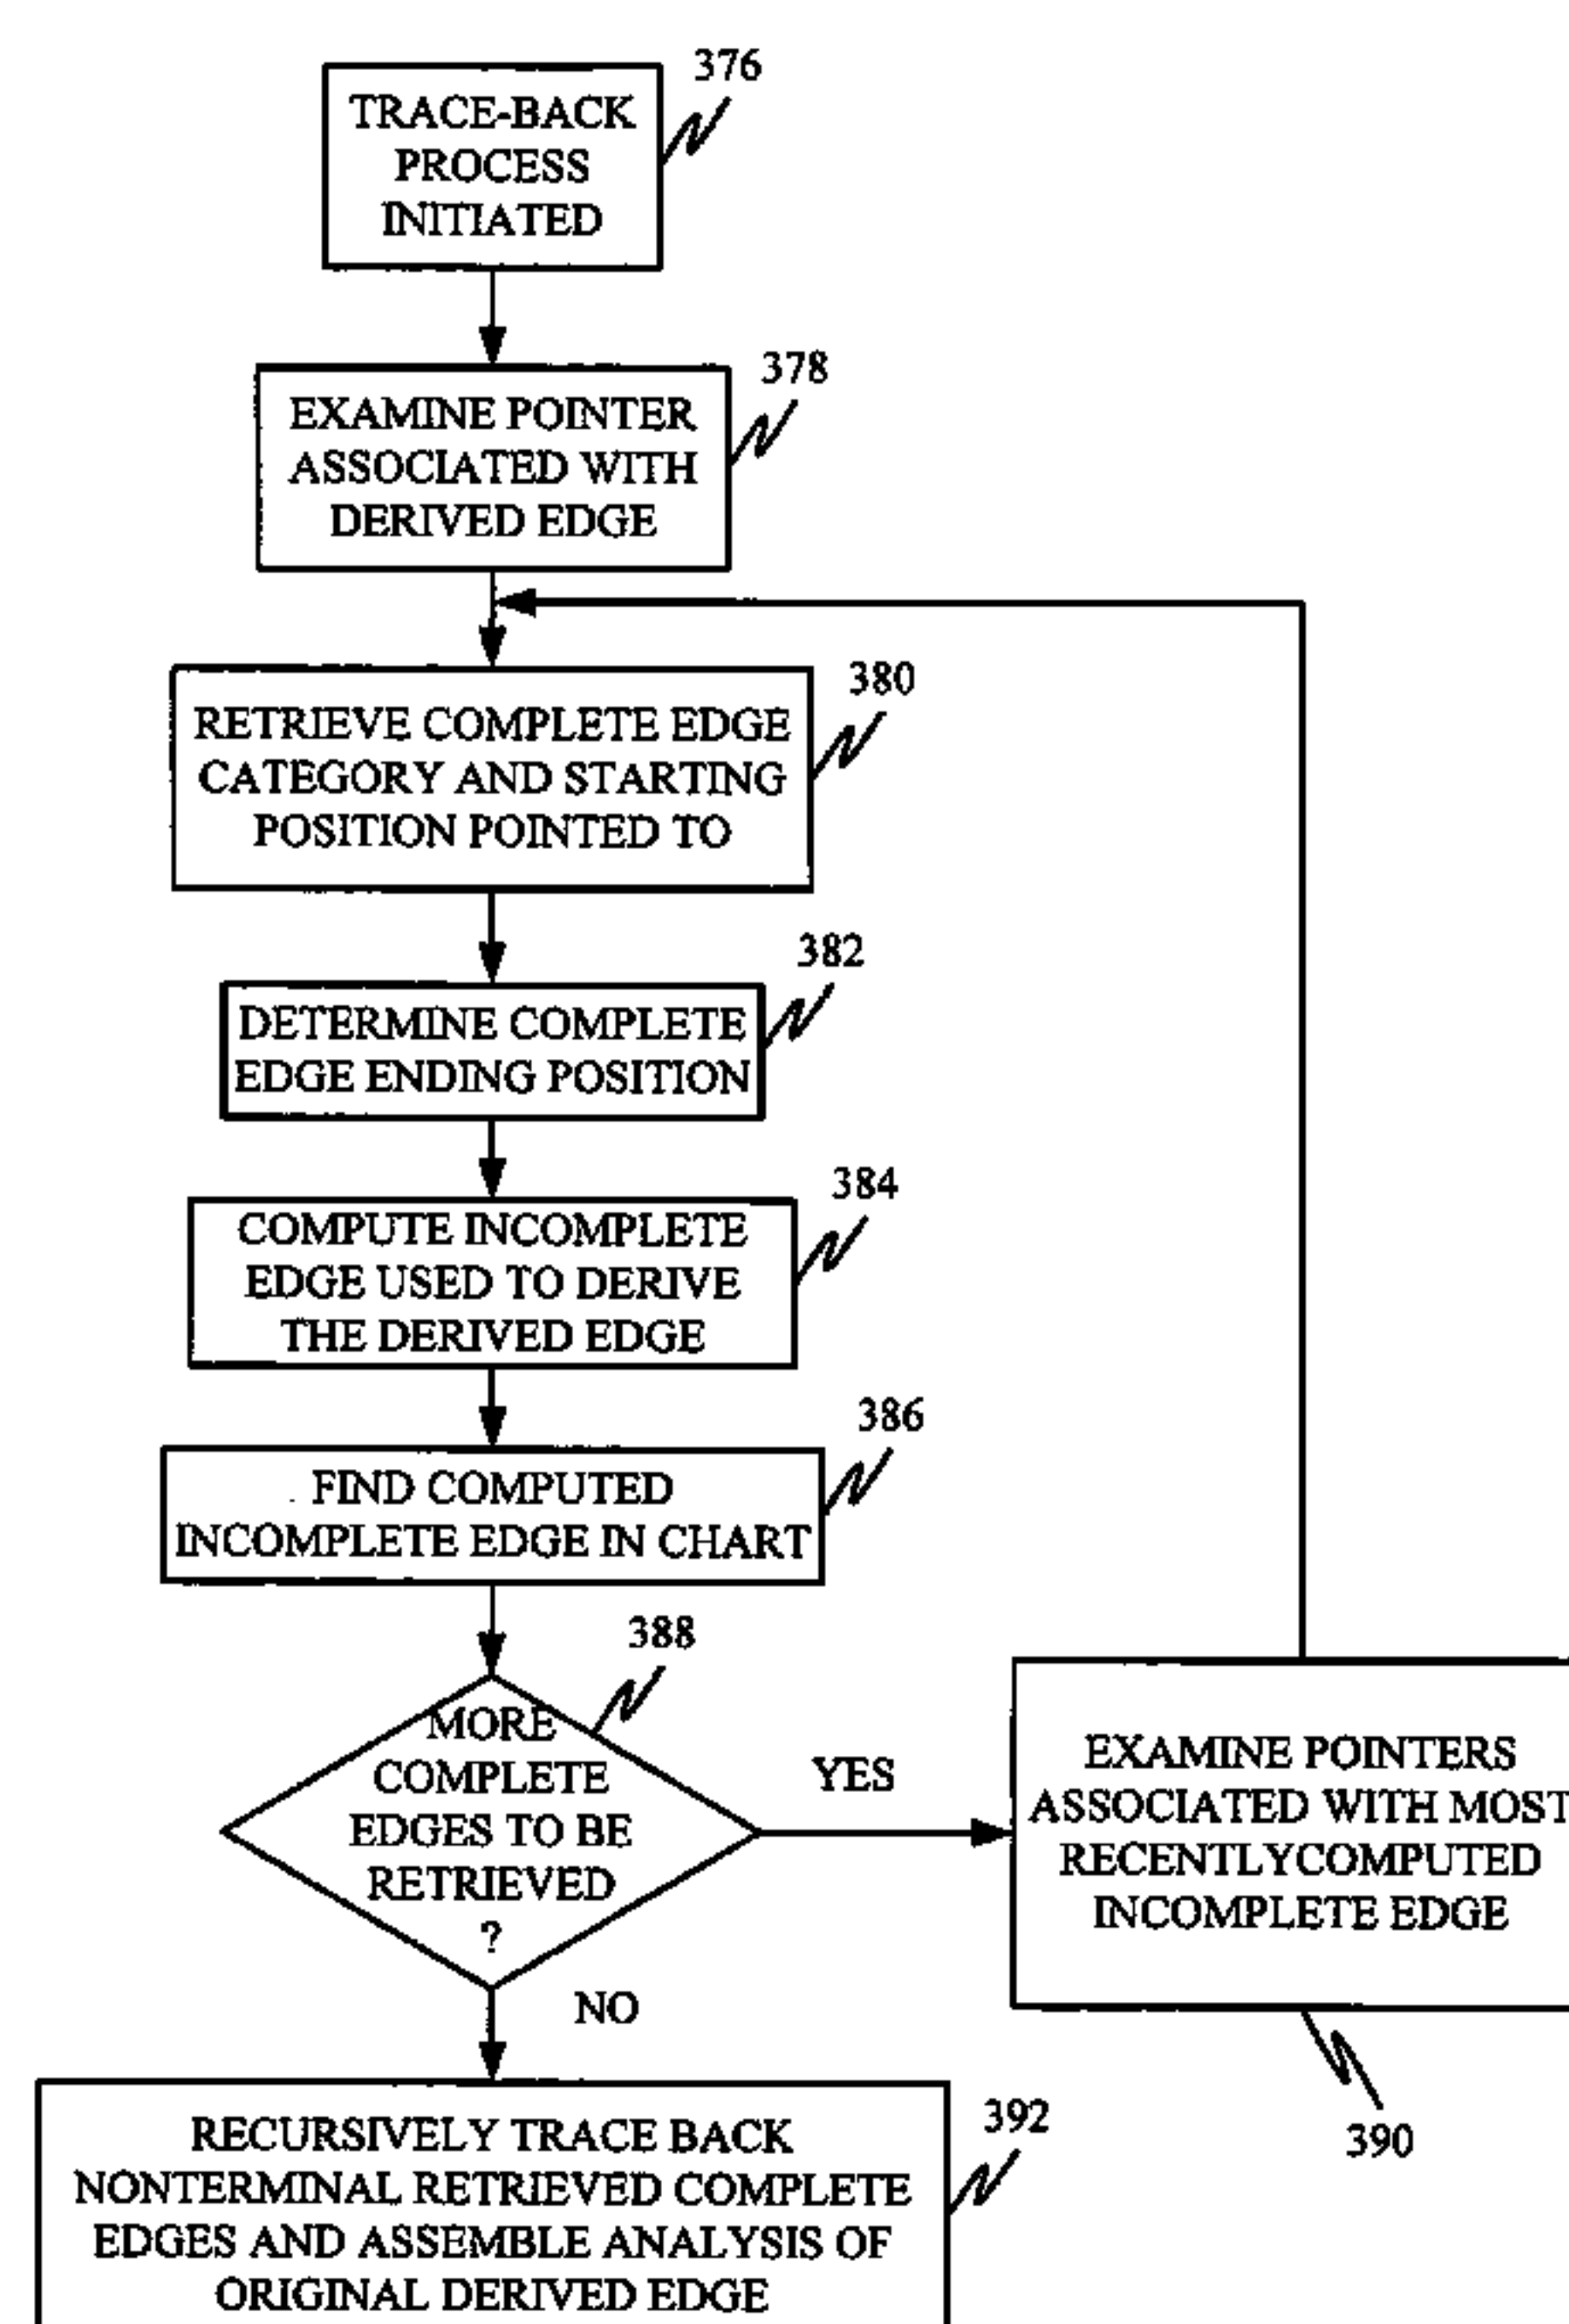 376
TRACE-BACK
PROCESS
INITIATED
378
EXAMINE POINTER
ASSOCIATED WITH
DERIVED EDGE
380
RETRIEVE COMPLETE EDGE
CATEGORY AND STARTING
POSITION POINTED TO
382
DETERMINE COMPLETE
EDGE ENDING POSITION
384
COMPUTE INCOMPLETE
EDGE USED TO DERIVE
THE DERIVED EDGE
386
FIND COMPUTED
INCOMPLETE EDGE IN CHART
388
MORE
COMPLETE
EDGES TO BE
RETRIEVED
?
YES
EXAMINE POINTERS
ASSOCIATED WITH MOST
RECENTLYCOMPUTED
INCOMPLETE EDGE
390
NO
392
RECURSIVELY TRACE BACK
NONTERMINAL RETRIEVED COMPLETE
EDGES AND ASSEMBLE ANALYSIS OF
ORIGINAL DERIVED EDGE